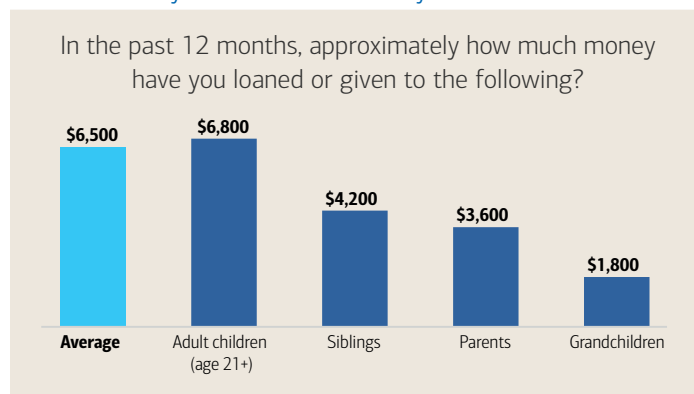 In the past 12 months, approximately how much money
have you loaned or given to the following?
$6,500
$6,800
$4,200
$3,600
$1,800
Average
Adult children
(age 21+)
Siblings
Parents
Grandchildren